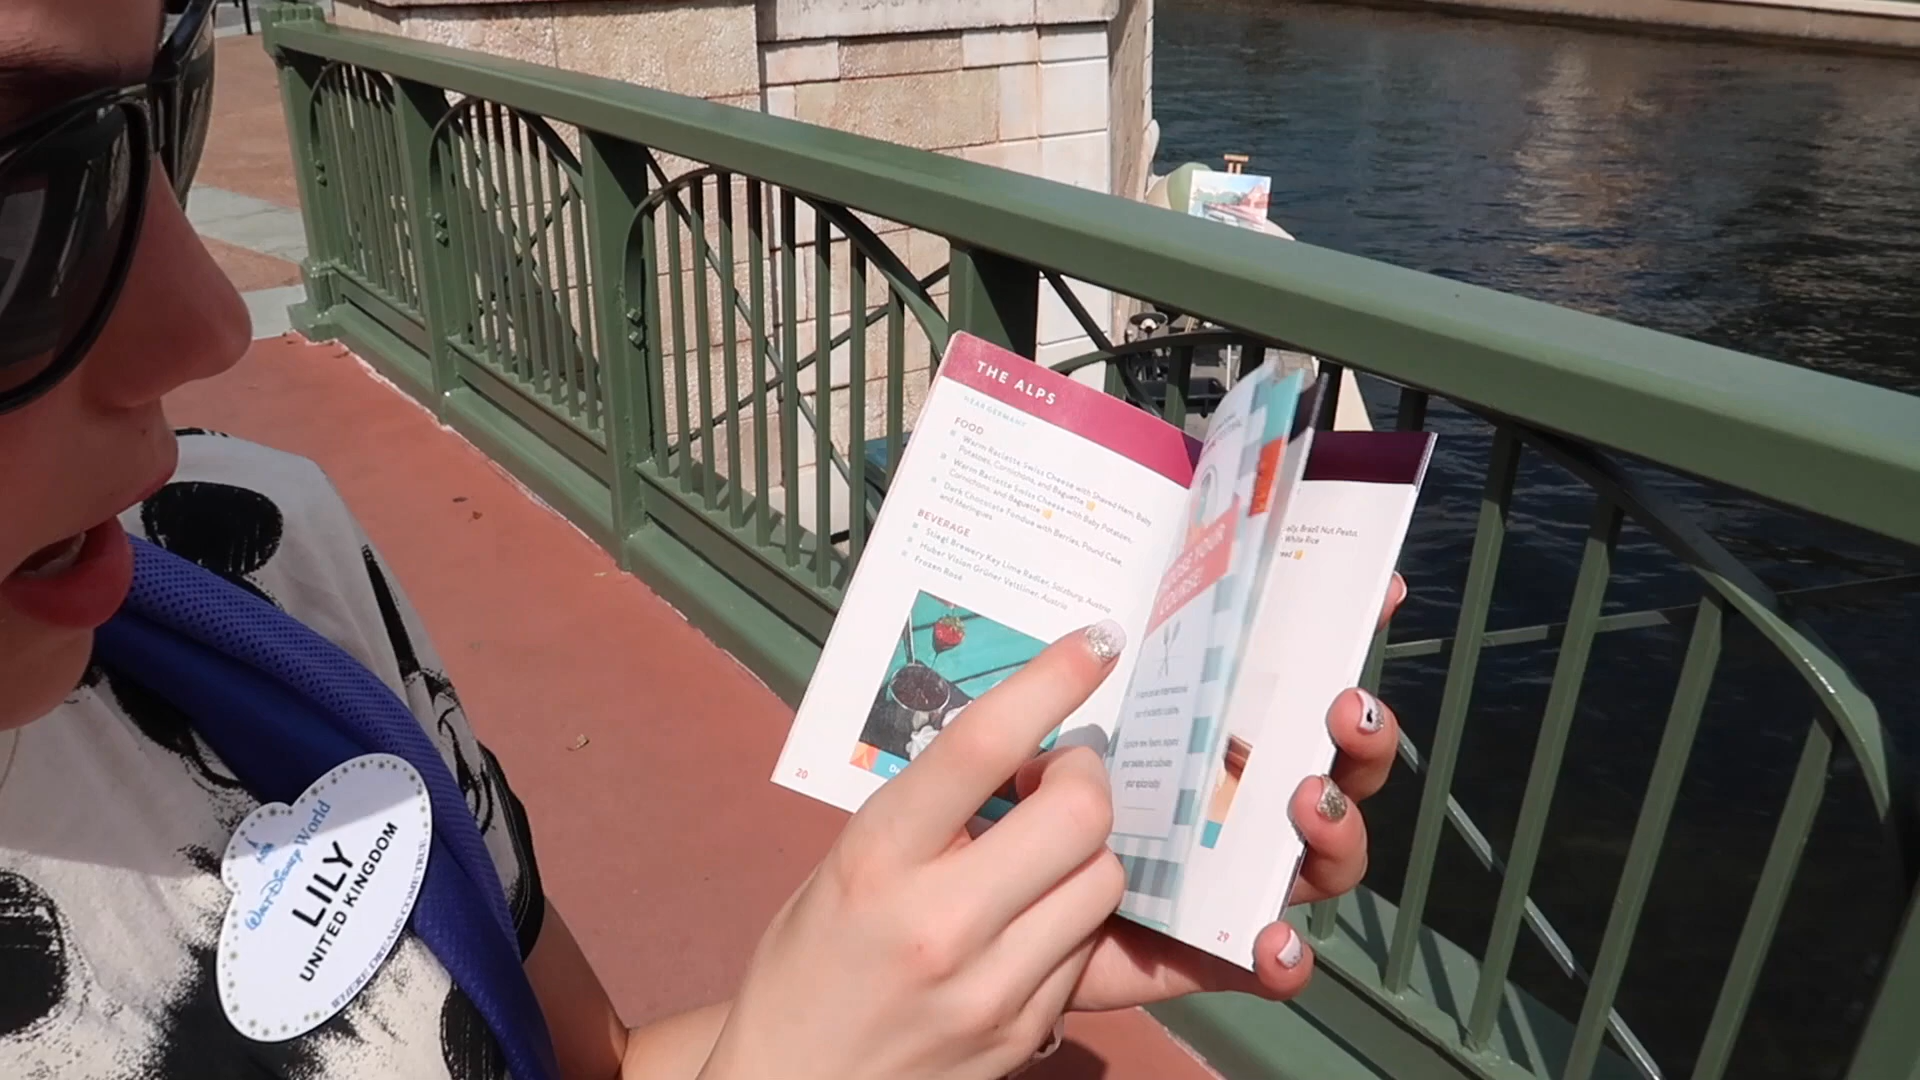 THE ALPS
NEAR GERMANY
FOOD
Warm Raclette Swiss Cheese with Shaved Ham, Baby
Potatoes, Cornichons, and Baguette
Warm Raclette Swiss Cheese with Baby Potatoes,
Cornichons, and Baguette
Dark Chocolate Fondue with Berries, Pound Cake,
and Meringues
BEVERAGE
Stiegl Brewery Key Lime Radler, Salzburg, Austria
Huber Vision Grüner Veltliner, Austria
Frozen Rosé
20
YOUR
COURSE
Brazil Nut Pesto,
White Rice
29
WALT DISNEY World
LILY
UNITED KINGDOM
WHERE DREAMS COME TRUE